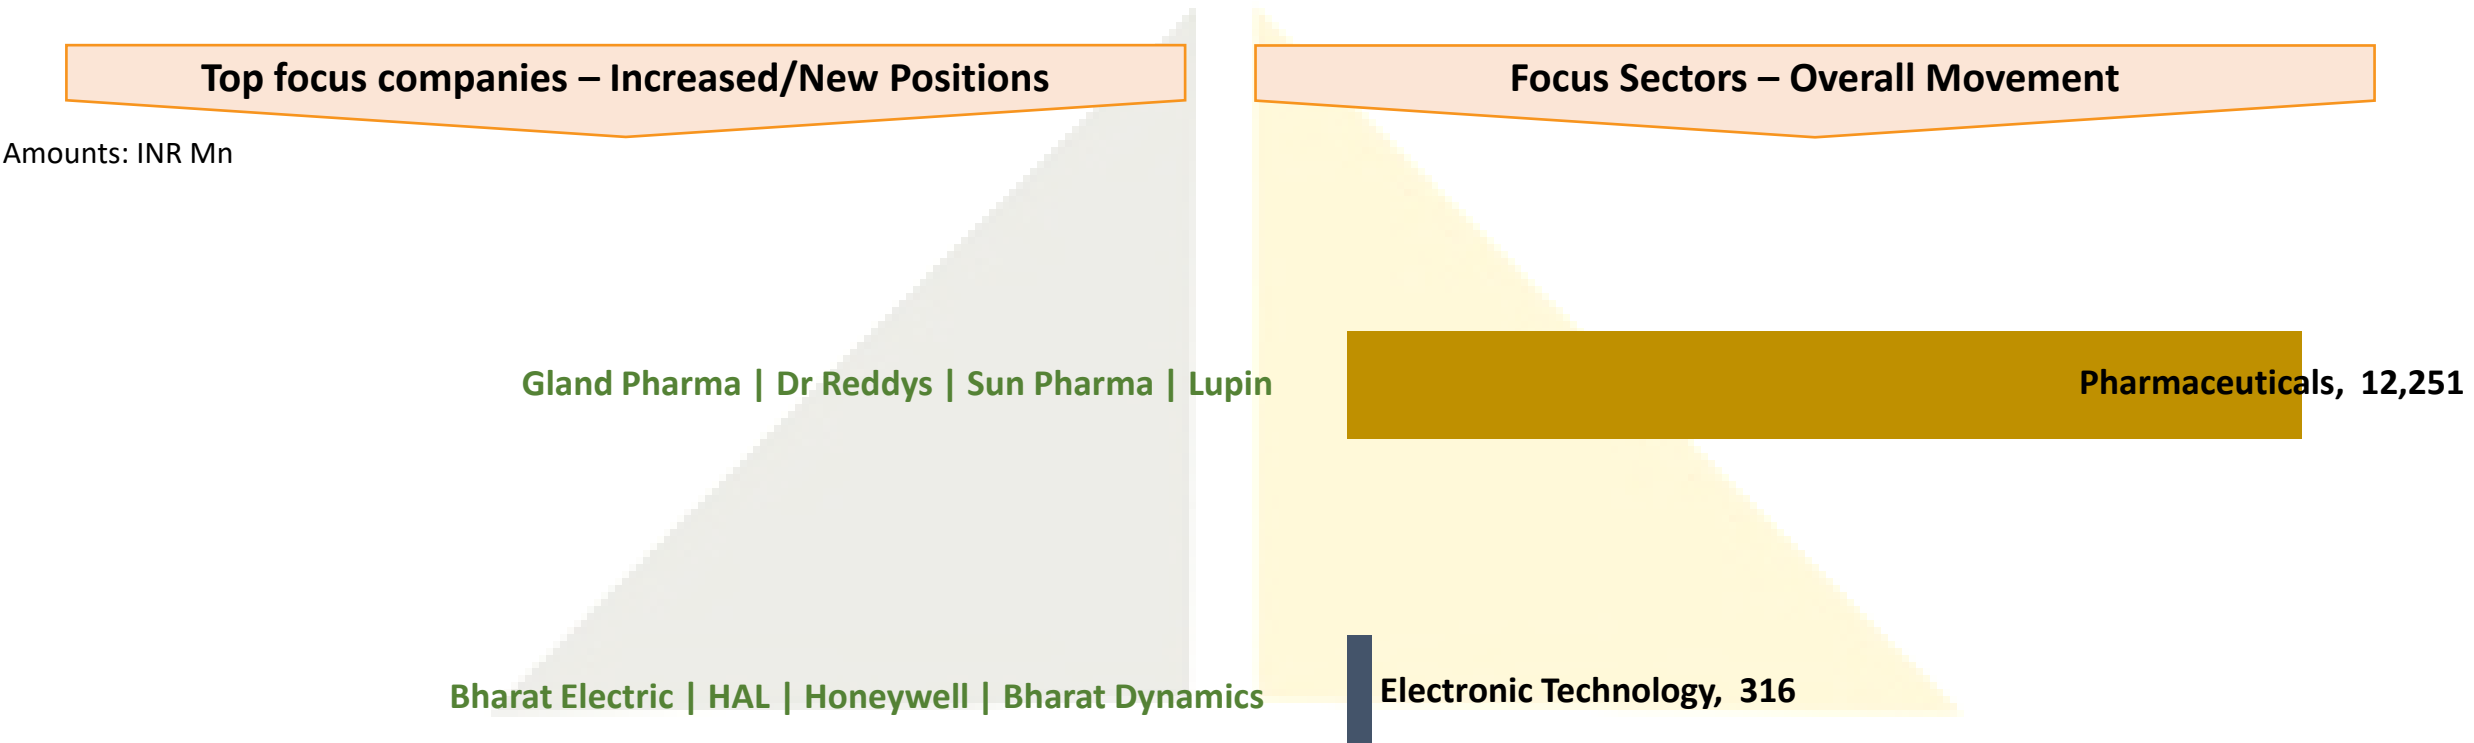 Top focus companies – Increased/New Positions
Focus Sectors – Overall Movement
Amounts: INR Mn
Gland Pharma | Dr Reddys | Sun Pharma | Lupin
Pharmaceuticals, 12,251
Bharat Electric | HAL | Honeywell | Bharat Dynamics
Electronic Technology, 316